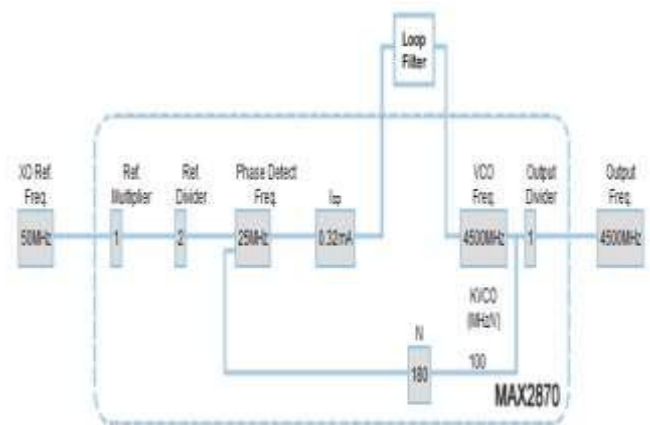 Loop
Filter
XO Ref.
Freq.
50MHz
Ref.
Multiplier
1
Ref.
Divider
2
Phase Detect
Freq.
25MHz
Icp
0.32mA
VCO
Freq.
4500MHz
Output
Divider
1
Output
Freq.
4500MHz
KVCO
(MHz/V)
100
N
180
MAX2870